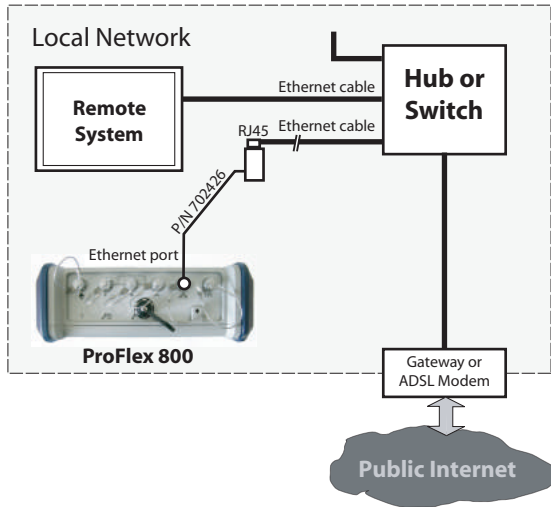 Local Network
Remote
System
Ethernet cable
Hub or
Switch
RJ45
Ethernet cable
P/N 702426
Ethernet port
ProFlex 800
Gateway or
ADSL Modem
Public Internet